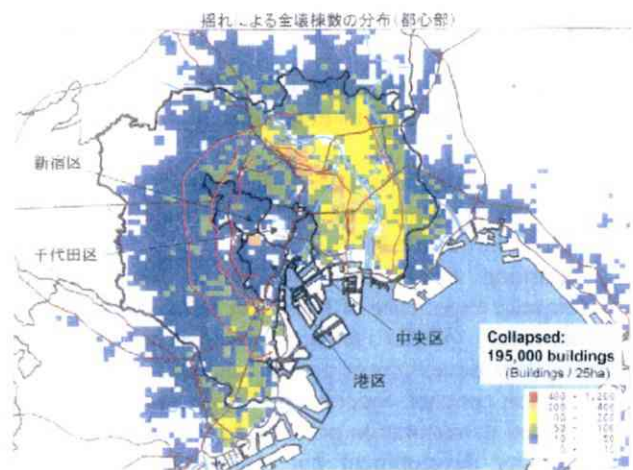 揺れによる全壊棟数の分布(都心部)
新宿区
千代田区
中央区
港区
Collapsed:
195,000 buildings
(Buildings / 25ha)